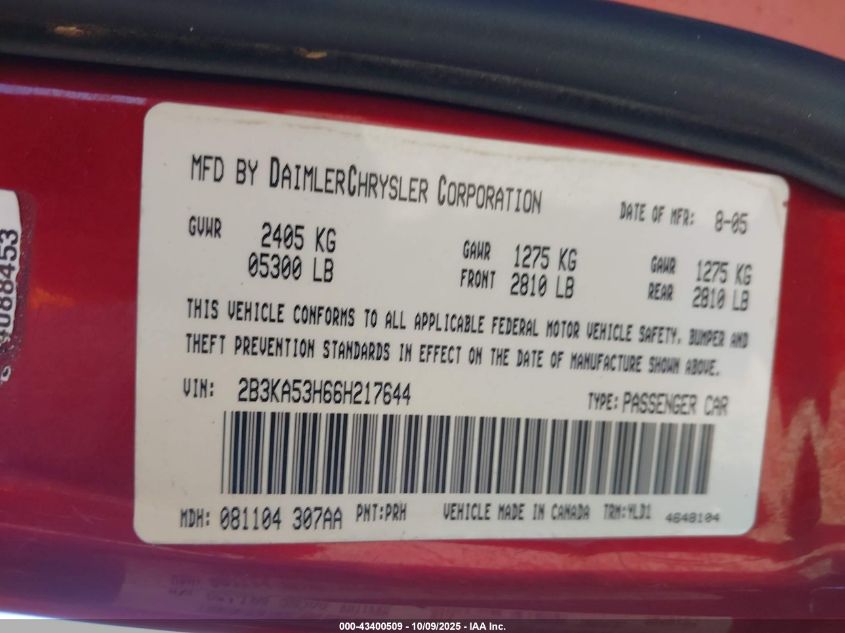 MFD BY DAIMLERCHRYSLER CORPORATION
DATE OF MFR: 8-05
GVWR 2405 KG
05300 LB
GAWR FRONT 1275 KG
2810 LB
GAWR REAR 1275 KG
2810 LB
THIS VEHICLE CONFORMS TO ALL APPLICABLE FEDERAL MOTOR VEHICLE SAFETY, BUMPER AND
THEFT PREVENTION STANDARDS IN EFFECT ON THE DATE OF MANUFACTURE SHOWN ABOVE.
VIN: 2B3KA53H66H217644
TYPE: PASSENGER CAR
MDH: 081104 307AA PNT:PRH VEHICLE MADE IN CANADA TRM:YLD1 4648104
088453
000-43400509 - 10/09/2025 - IAA Inc.